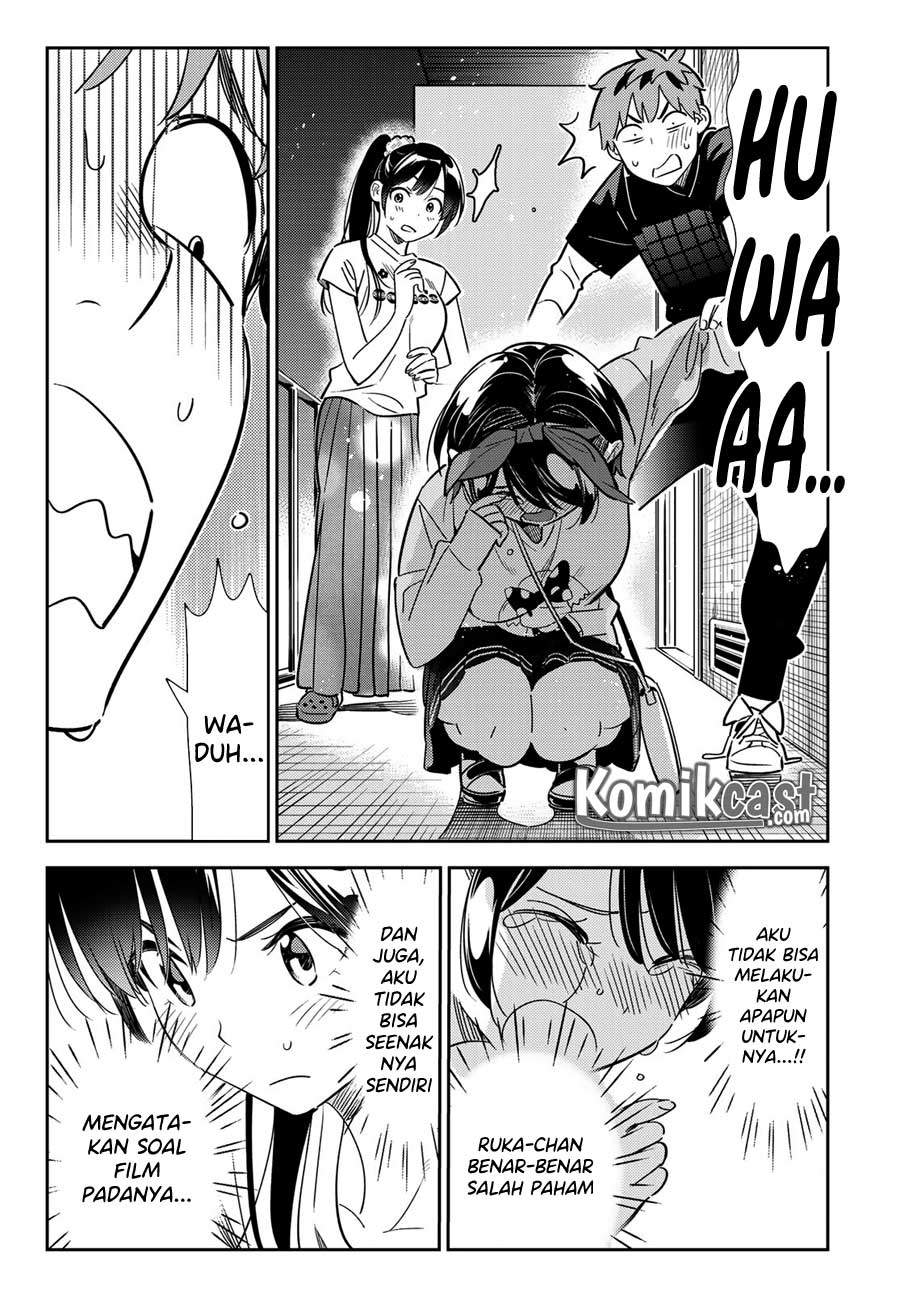 HU
WA
AA...
WA-
DUH...
Komikcast
.com
AKU
TIDAK BISA
MELAKU-
KAN
APAPUN
UNTUK-
NYA...!!
RUKA-CHAN
BENAR-BENAR
SALAH PAHAM
DAN
JUGA,
AKU
TIDAK
BISA
SEENAK
NYA
SENDIRI
MENGATA-
KAN SOAL
FILM
PADANYA...